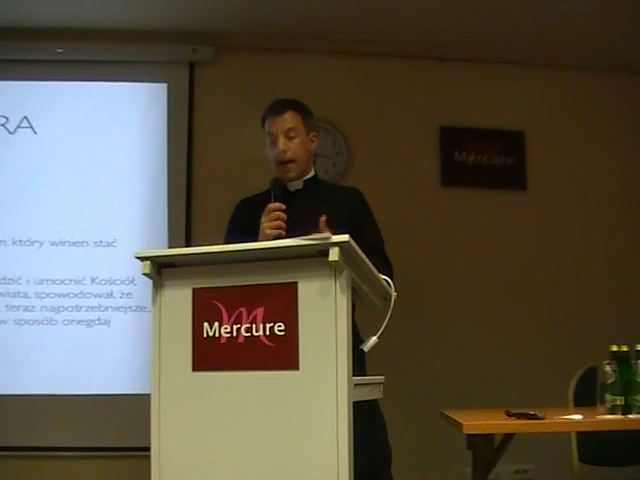 RA
m, który winien stać
dzić i umocnić Kościół,
wiata, spowodował, że
teraz najpotrzebniejsze,
w sposób onegdaj
Mercure
Mercure